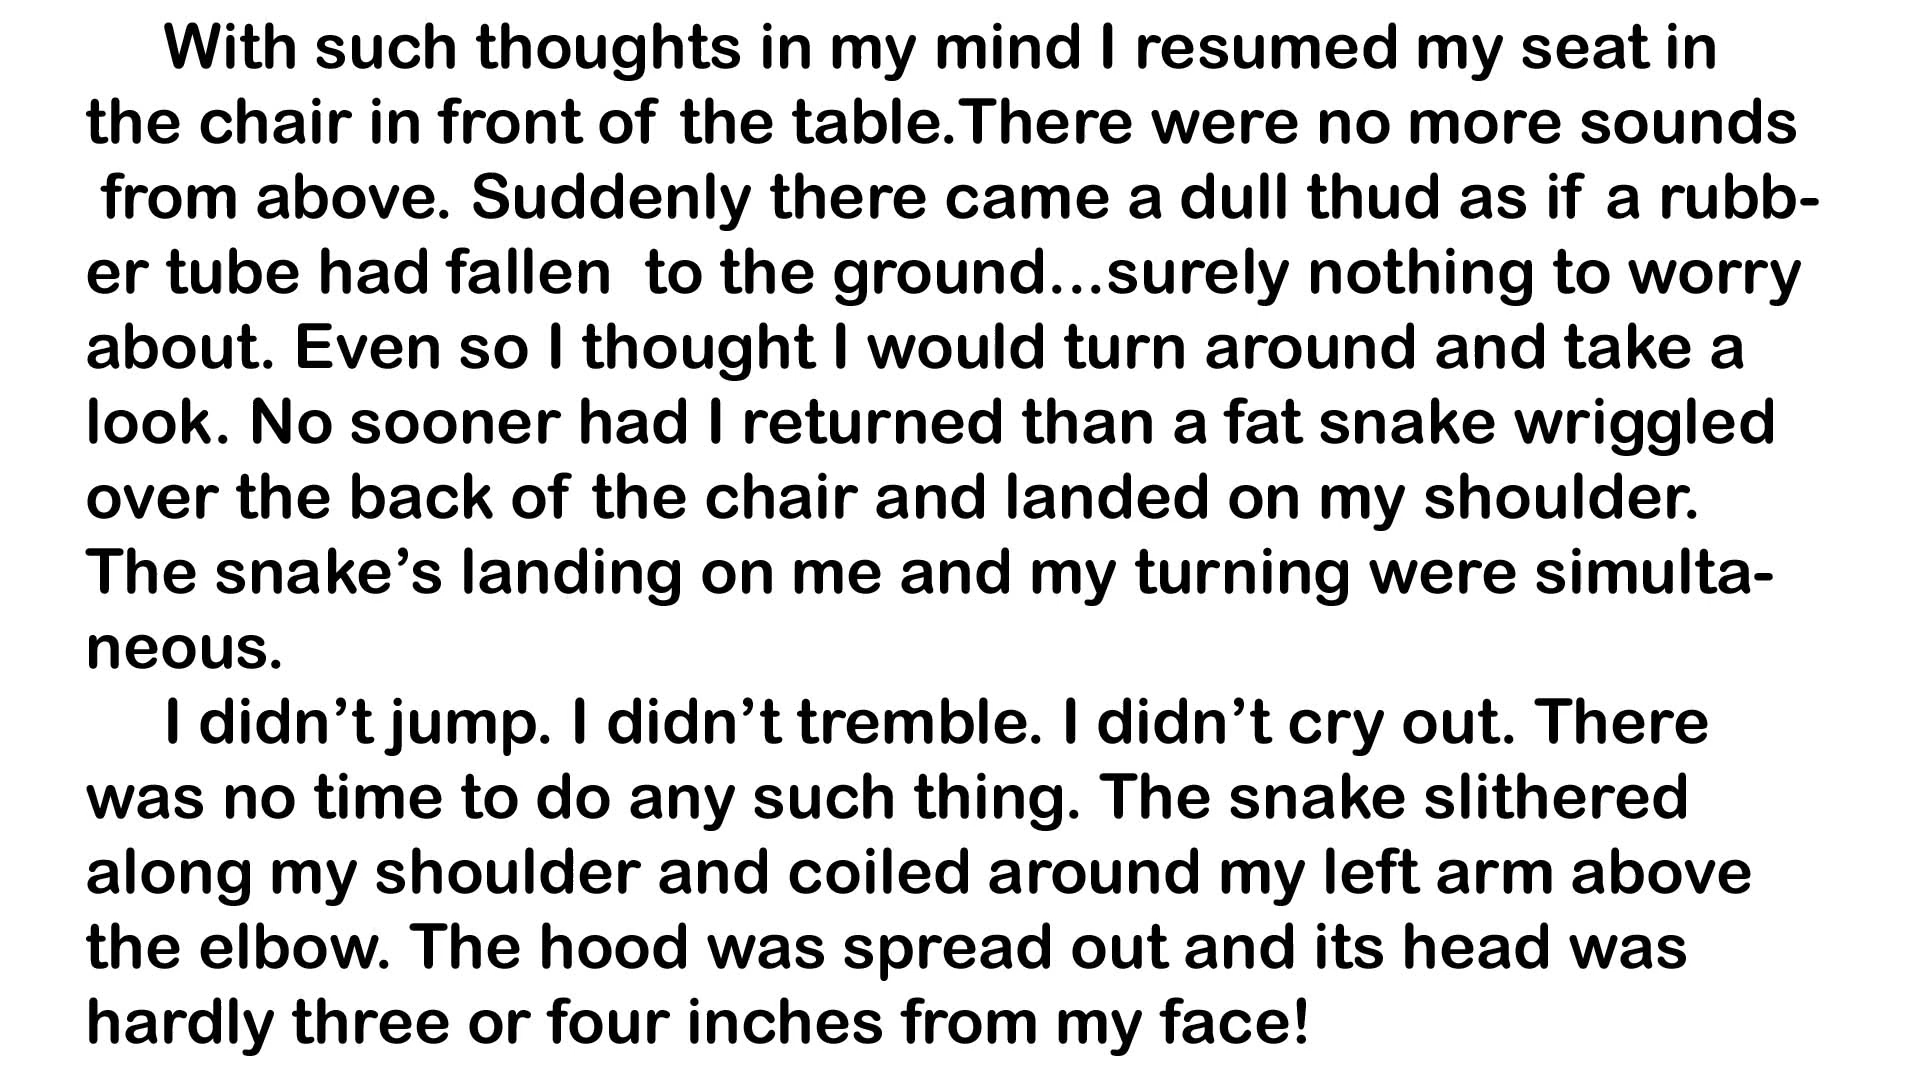 With such thoughts in my mind I resumed my seat in
the chair in front of the table.There were no more sounds
from above. Suddenly there came a dull thud as if a rubb-
er tube had fallen  to the ground...surely nothing to worry
about. Even so I thought I would turn around and take a
look. No sooner had I returned than a fat snake wriggled
over the back of the chair and landed on my shoulder.
The snake’s landing on me and my turning were simulta-
neous.
I didn’t jump. I didn’t tremble. I didn’t cry out. There
was no time to do any such thing. The snake slithered
along my shoulder and coiled around my left arm above
the elbow. The hood was spread out and its head was
hardly three or four inches from my face!